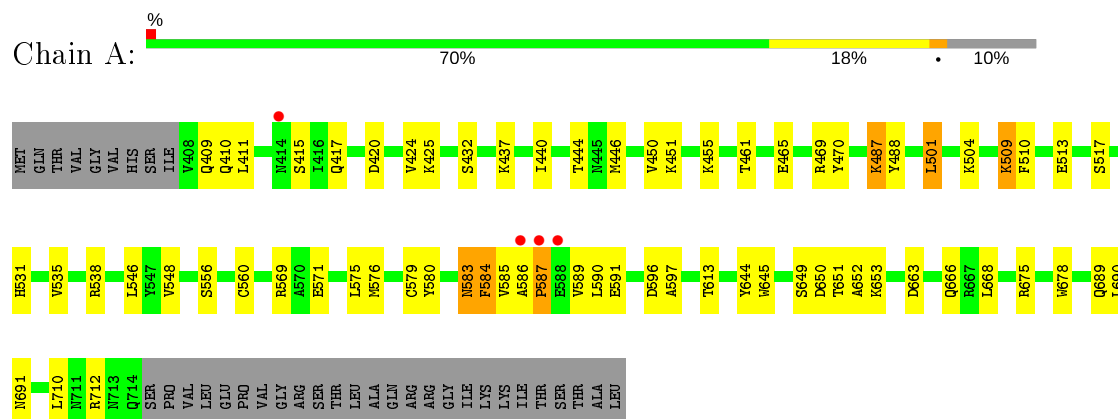 %
Chain A:
70% 18% • 10%
MET GLN THR VAL GLY VAL HIS SER ILE V408 Q409 Q410 L411 N414 S415 I416 Q417 D420 V424 K425 S432 K437 I440 T444 N445 M446 V450 K451 K455 T461 E465 R469 Y470 K487 Y488 L501 K504 K509 F510 E513 S517
H531 V535 R538 L546 Y547 V548 S556 C560 R569 A570 E571 L575 M576 C579 Y580 N583 F584 V585 A586 P587 E588 V589 L590 E591 D596 A597 T613 Y644 W645 S649 D650 T651 A652 K653 D663 Q666 R667 L668 R675 W678 Q689 L690
N691 L710 N711 R712 N713 Q714 SER PRO VAL LEU GLU PRO VAL GLY ARG SER THR LEU ALA GLN ARG ARG GLY ILE LYS LYS ILE THR SER THR ALA LEU